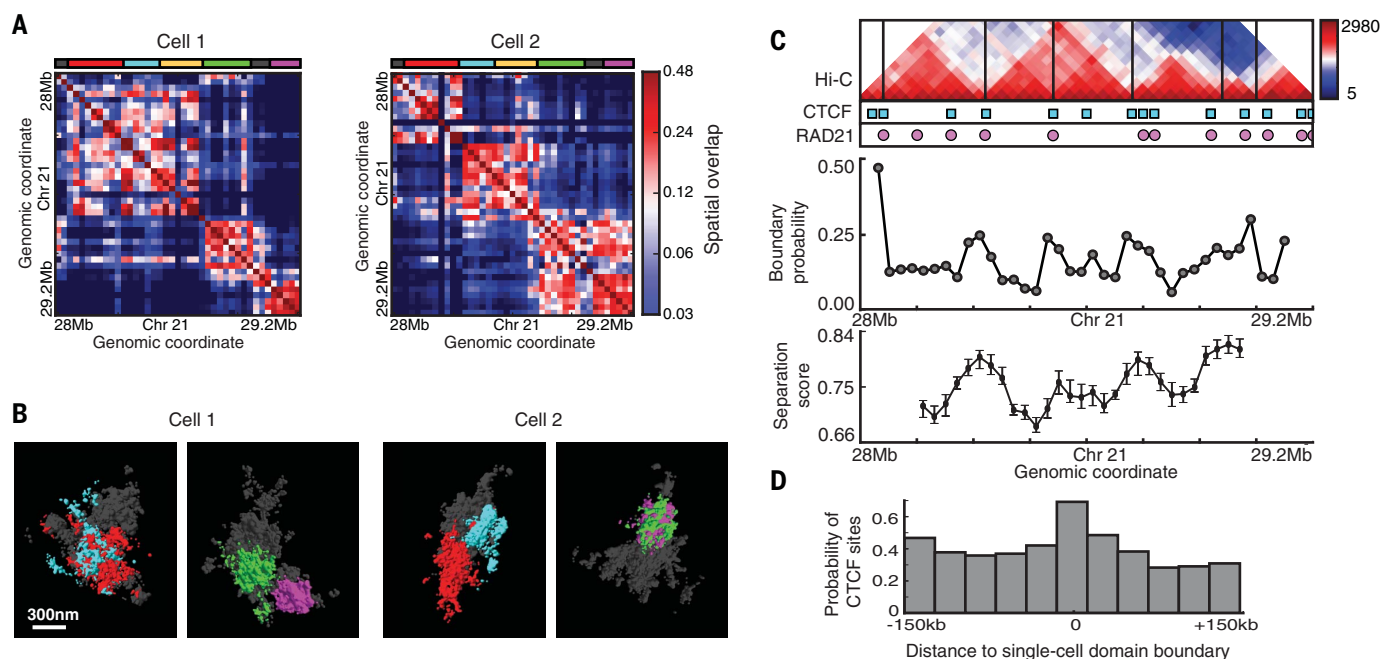 A
Cell 1
Cell 2
28Mb
Chr 21
29.2Mb
Genomic coordinate
28Mb
Chr 21
29.2Mb
Genomic coordinate
28Mb
Chr 21
29.2Mb
Genomic coordinate
28Mb
Chr 21
29.2Mb
Genomic coordinate
0.48
0.24
0.12
0.06
0.03
Spatial overlap
B
Cell 1
Cell 2
300nm
C
Hi-C
CTCF
RAD21
2980
5
Boundary
probability
0.50
0.25
0.00
28Mb
Chr 21
29.2Mb
Separation
score
0.84
0.75
0.66
28Mb
Chr 21
29.2Mb
Genomic coordinate
D
Probability of
CTCF sites
0.6
0.4
0.2
0
-150kb
0
+150kb
Distance to single-cell domain boundary